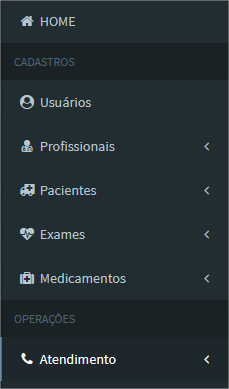 HOME
CADASTROS
Usuários
Profissionais
Pacientes
Exames
Medicamentos
OPERAÇÕES
Atendimento